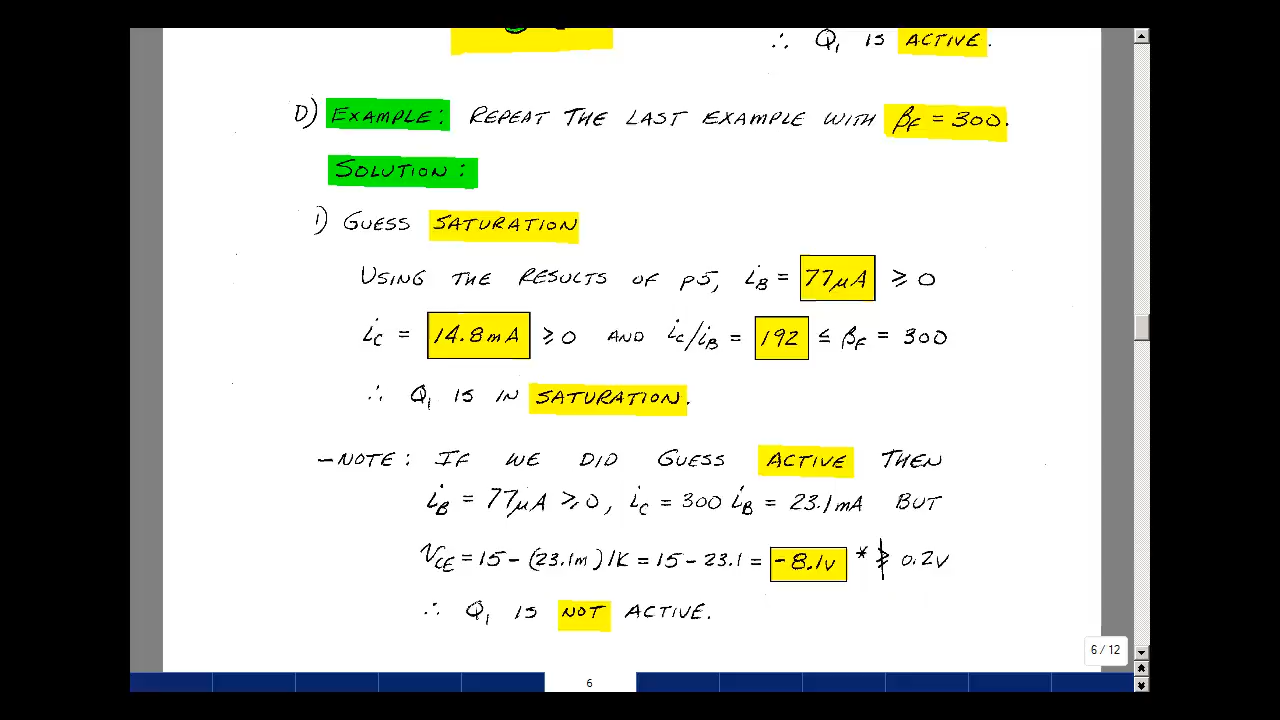 ∴ Q₁ IS ACTIVE.
D) EXAMPLE: REPEAT THE LAST EXAMPLE WITH βF = 300.
SOLUTION:
1) GUESS SATURATION
USING THE RESULTS OF p5, iB = 77μA ≥ 0
iC = 14.8mA ≥ 0 AND iC/iB = 192 ≤ βF = 300
∴ Q₁ IS IN SATURATION.
-NOTE: IF WE DID GUESS ACTIVE THEN
iB = 77μA ≥ 0, iC = 300 iB = 23.1mA BUT
VCE = 15 - (23.1m) 1K = 15 - 23.1 = -8.1V * ≱ 0.2V
∴ Q₁ IS NOT ACTIVE.
6 / 12
6